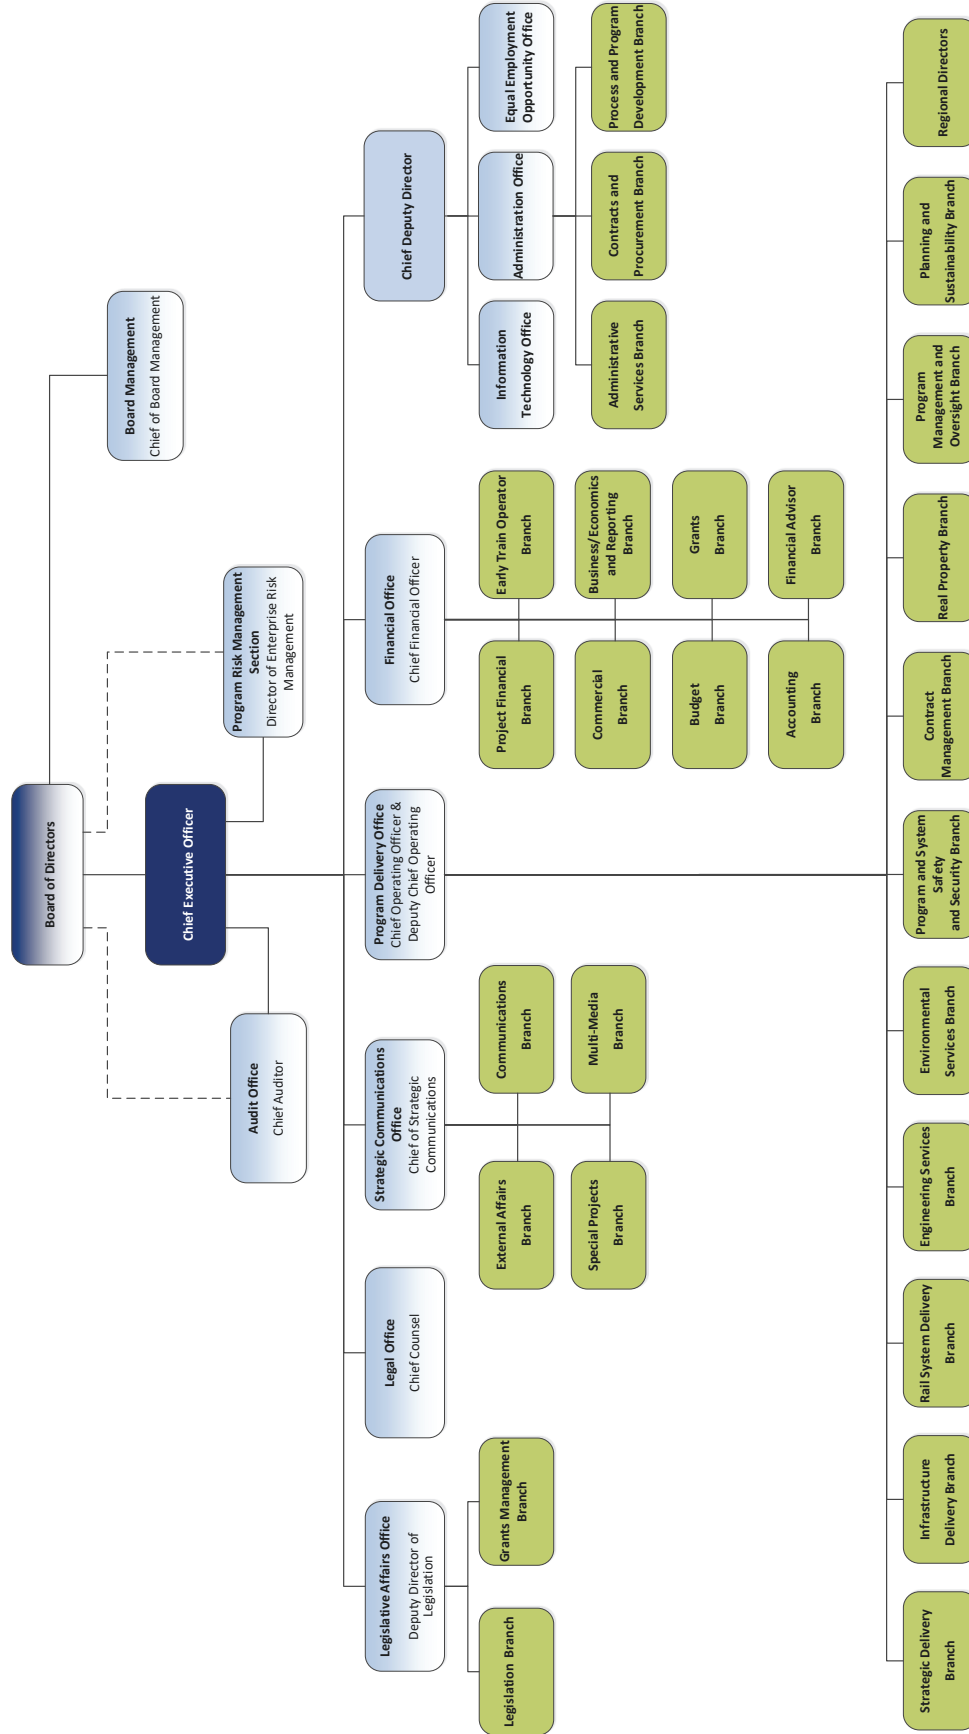 Board of Directors
Board Management
Chief of Board Management
Chief Executive Officer
Audit Office
Chief Auditor
Program Risk Management
Section
Director of Enterprise Risk
Management
Legislative Affairs Office
Deputy Director of
Legislation
Legal Office
Chief Counsel
Strategic Communications
Office
Chief of Strategic
Communications
Program Delivery Office
Chief Operating Officer &
Deputy Chief Operating
Officer
Financial Office
Chief Financial Officer
Chief Deputy Director
Legislation Branch
Grants Management
Branch
External Affairs
Branch
Communications
Branch
Special Projects
Branch
Multi-Media
Branch
Project Financial
Branch
Early Train Operator
Branch
Commercial
Branch
Business/Economics
and Reporting
Branch
Budget
Branch
Grants
Branch
Accounting
Branch
Financial Advisor
Branch
Information
Technology Office
Administration Office
Equal Employment
Opportunity Office
Administrative
Services Branch
Contracts and
Procurement Branch
Process and Program
Development Branch
Strategic Delivery
Branch
Infrastructure
Delivery Branch
Rail System Delivery
Branch
Engineering Services
Branch
Environmental
Services Branch
Program and System
Safety
and Security Branch
Contract
Management Branch
Real Property Branch
Program
Management and
Oversight Branch
Planning and
Sustainability Branch
Regional Directors